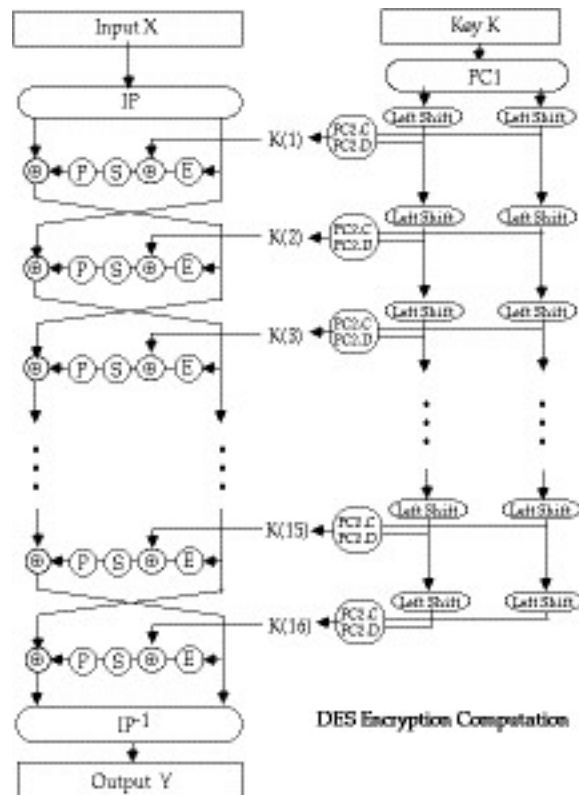 Input X
Key K
IP
PC1
Left Shift Left Shift
K(1)
PC2.C
PC2.D
⊕ P S ⊕ E
Left Shift Left Shift
K(2)
PC2.C
PC2.D
⊕ P S ⊕ E
Left Shift Left Shift
K(3)
PC2.C
PC2.D
⊕ P S ⊕ E
Left Shift Left Shift
K(15)
PC2.C
PC2.D
⊕ P S ⊕ E
Left Shift Left Shift
K(16)
PC2.C
PC2.D
⊕ P S ⊕ E
IP-1
DES Encryption Computation
Output Y